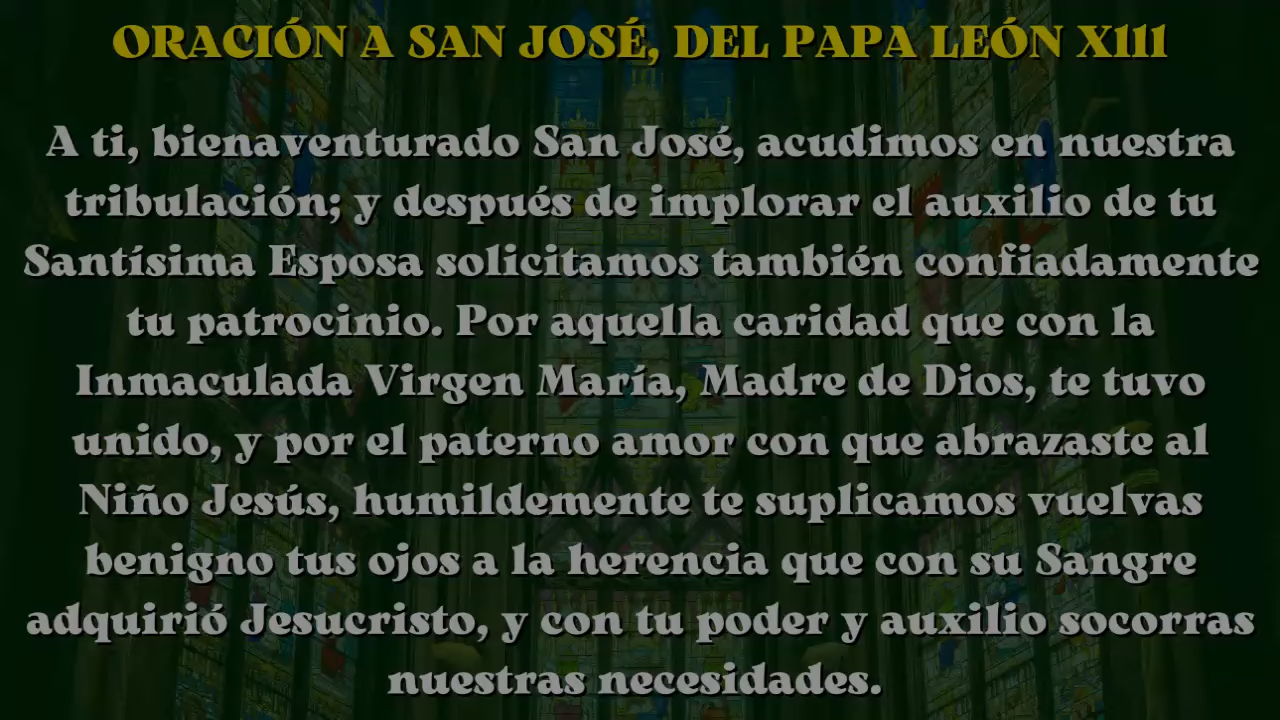 ORACIÓN A SAN JOSÉ, DEL PAPA LEÓN X111
A ti, bienaventurado San José, acudimos en nuestra
tribulación; y después de implorar el auxilio de tu
Santísima Esposa solicitamos también confiadamente
tu patrocinio. Por aquella caridad que con la
Inmaculada Virgen María, Madre de Dios, te tuvo
unido, y por el paterno amor con que abrazaste al
Niño Jesús, humildemente te suplicamos vuelvas
benigno tus ojos a la herencia que con su Sangre
adquirió Jesucristo, y con tu poder y auxilio socorras
nuestras necesidades.